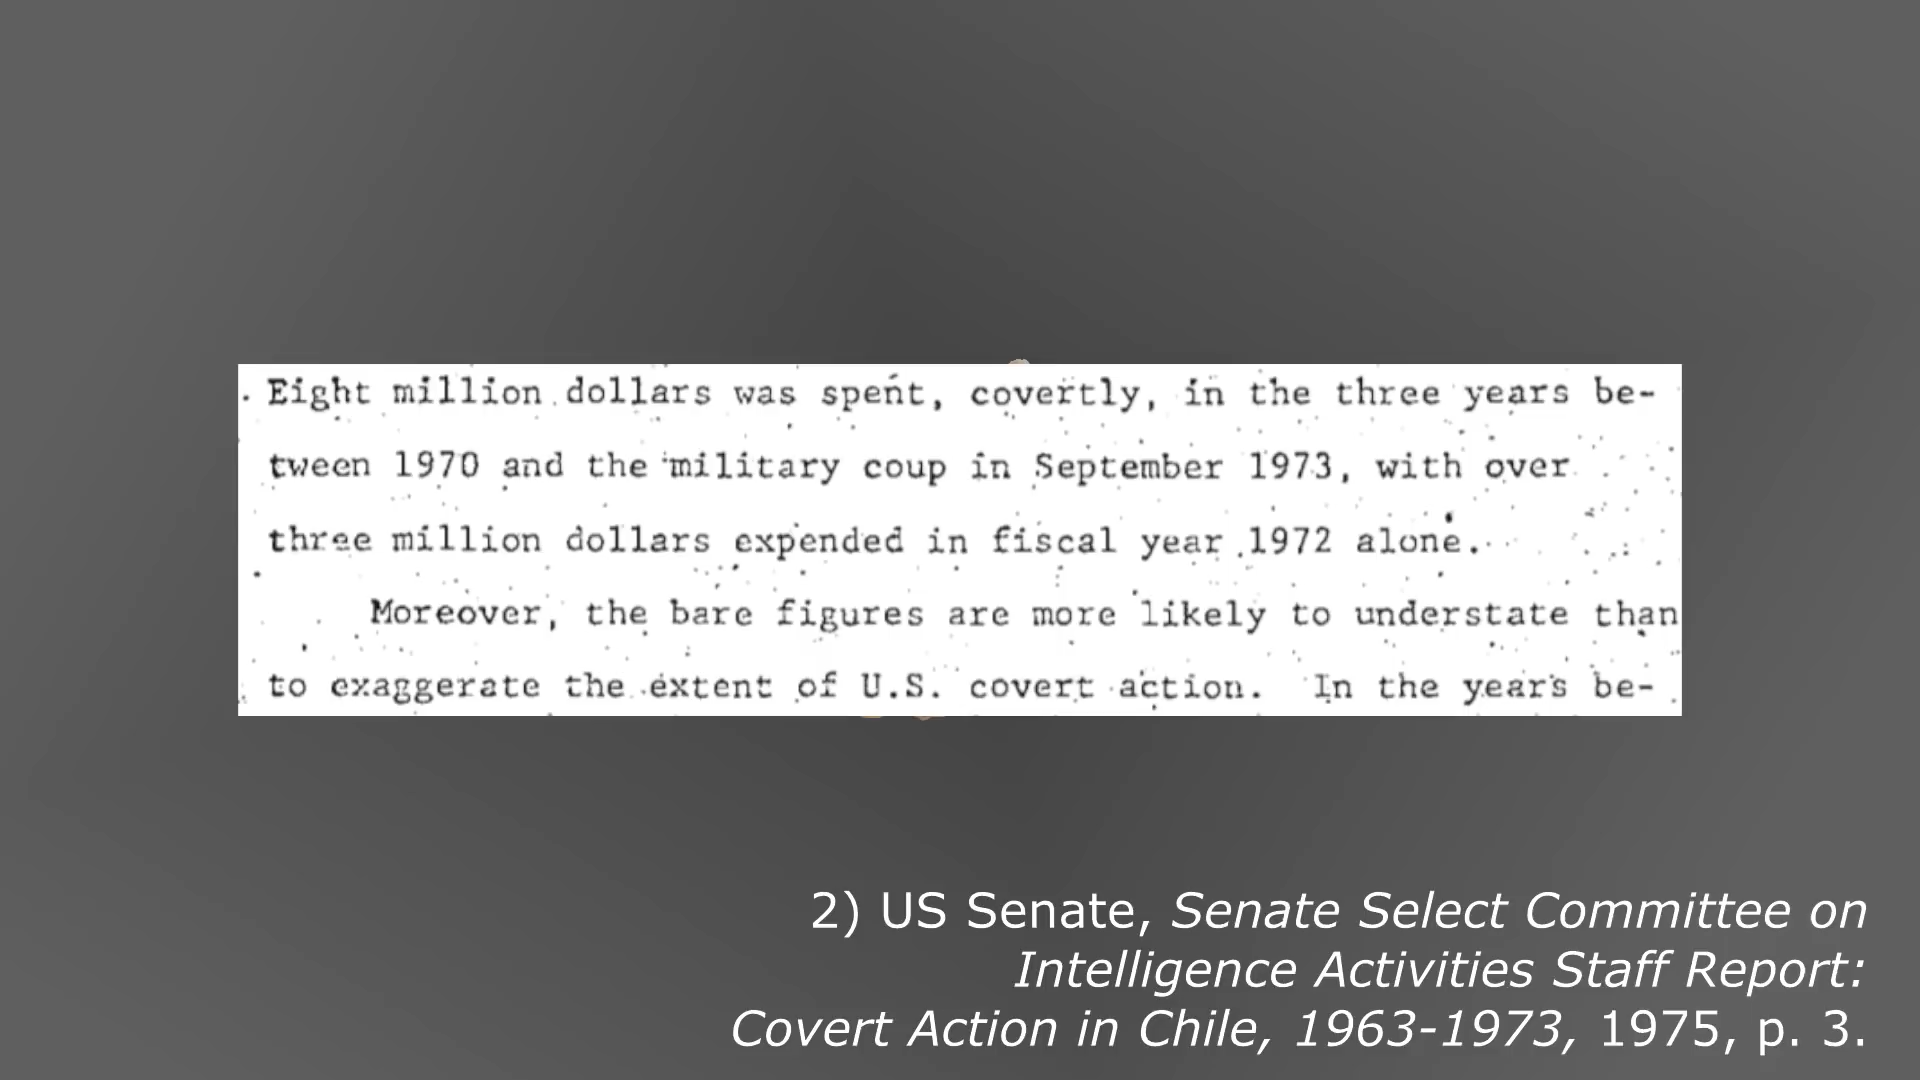 Eight million dollars was spent, covertly, in the three years be-
tween 1970 and the military coup in September 1973, with over
three million dollars expended in fiscal year 1972 alone.
Moreover, the bare figures are more likely to understate than
to exaggerate the extent of U.S. covert action. In the years be-
2) US Senate, Senate Select Committee on
Intelligence Activities Staff Report:
Covert Action in Chile, 1963-1973, 1975, p. 3.